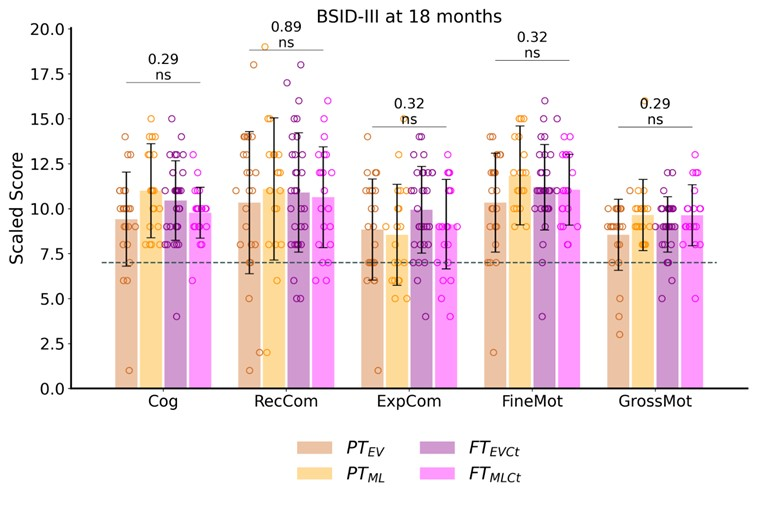 BSID-III at 18 months
20.0
17.5
15.0
12.5
10.0
7.5
5.0
2.5
0.0
Scaled Score
0.29
ns
0.89
ns
0.32
ns
0.32
ns
0.29
ns
Cog RecCom ExpCom FineMot GrossMot
PT_EV FT_EVCt
PT_ML FT_MLCt